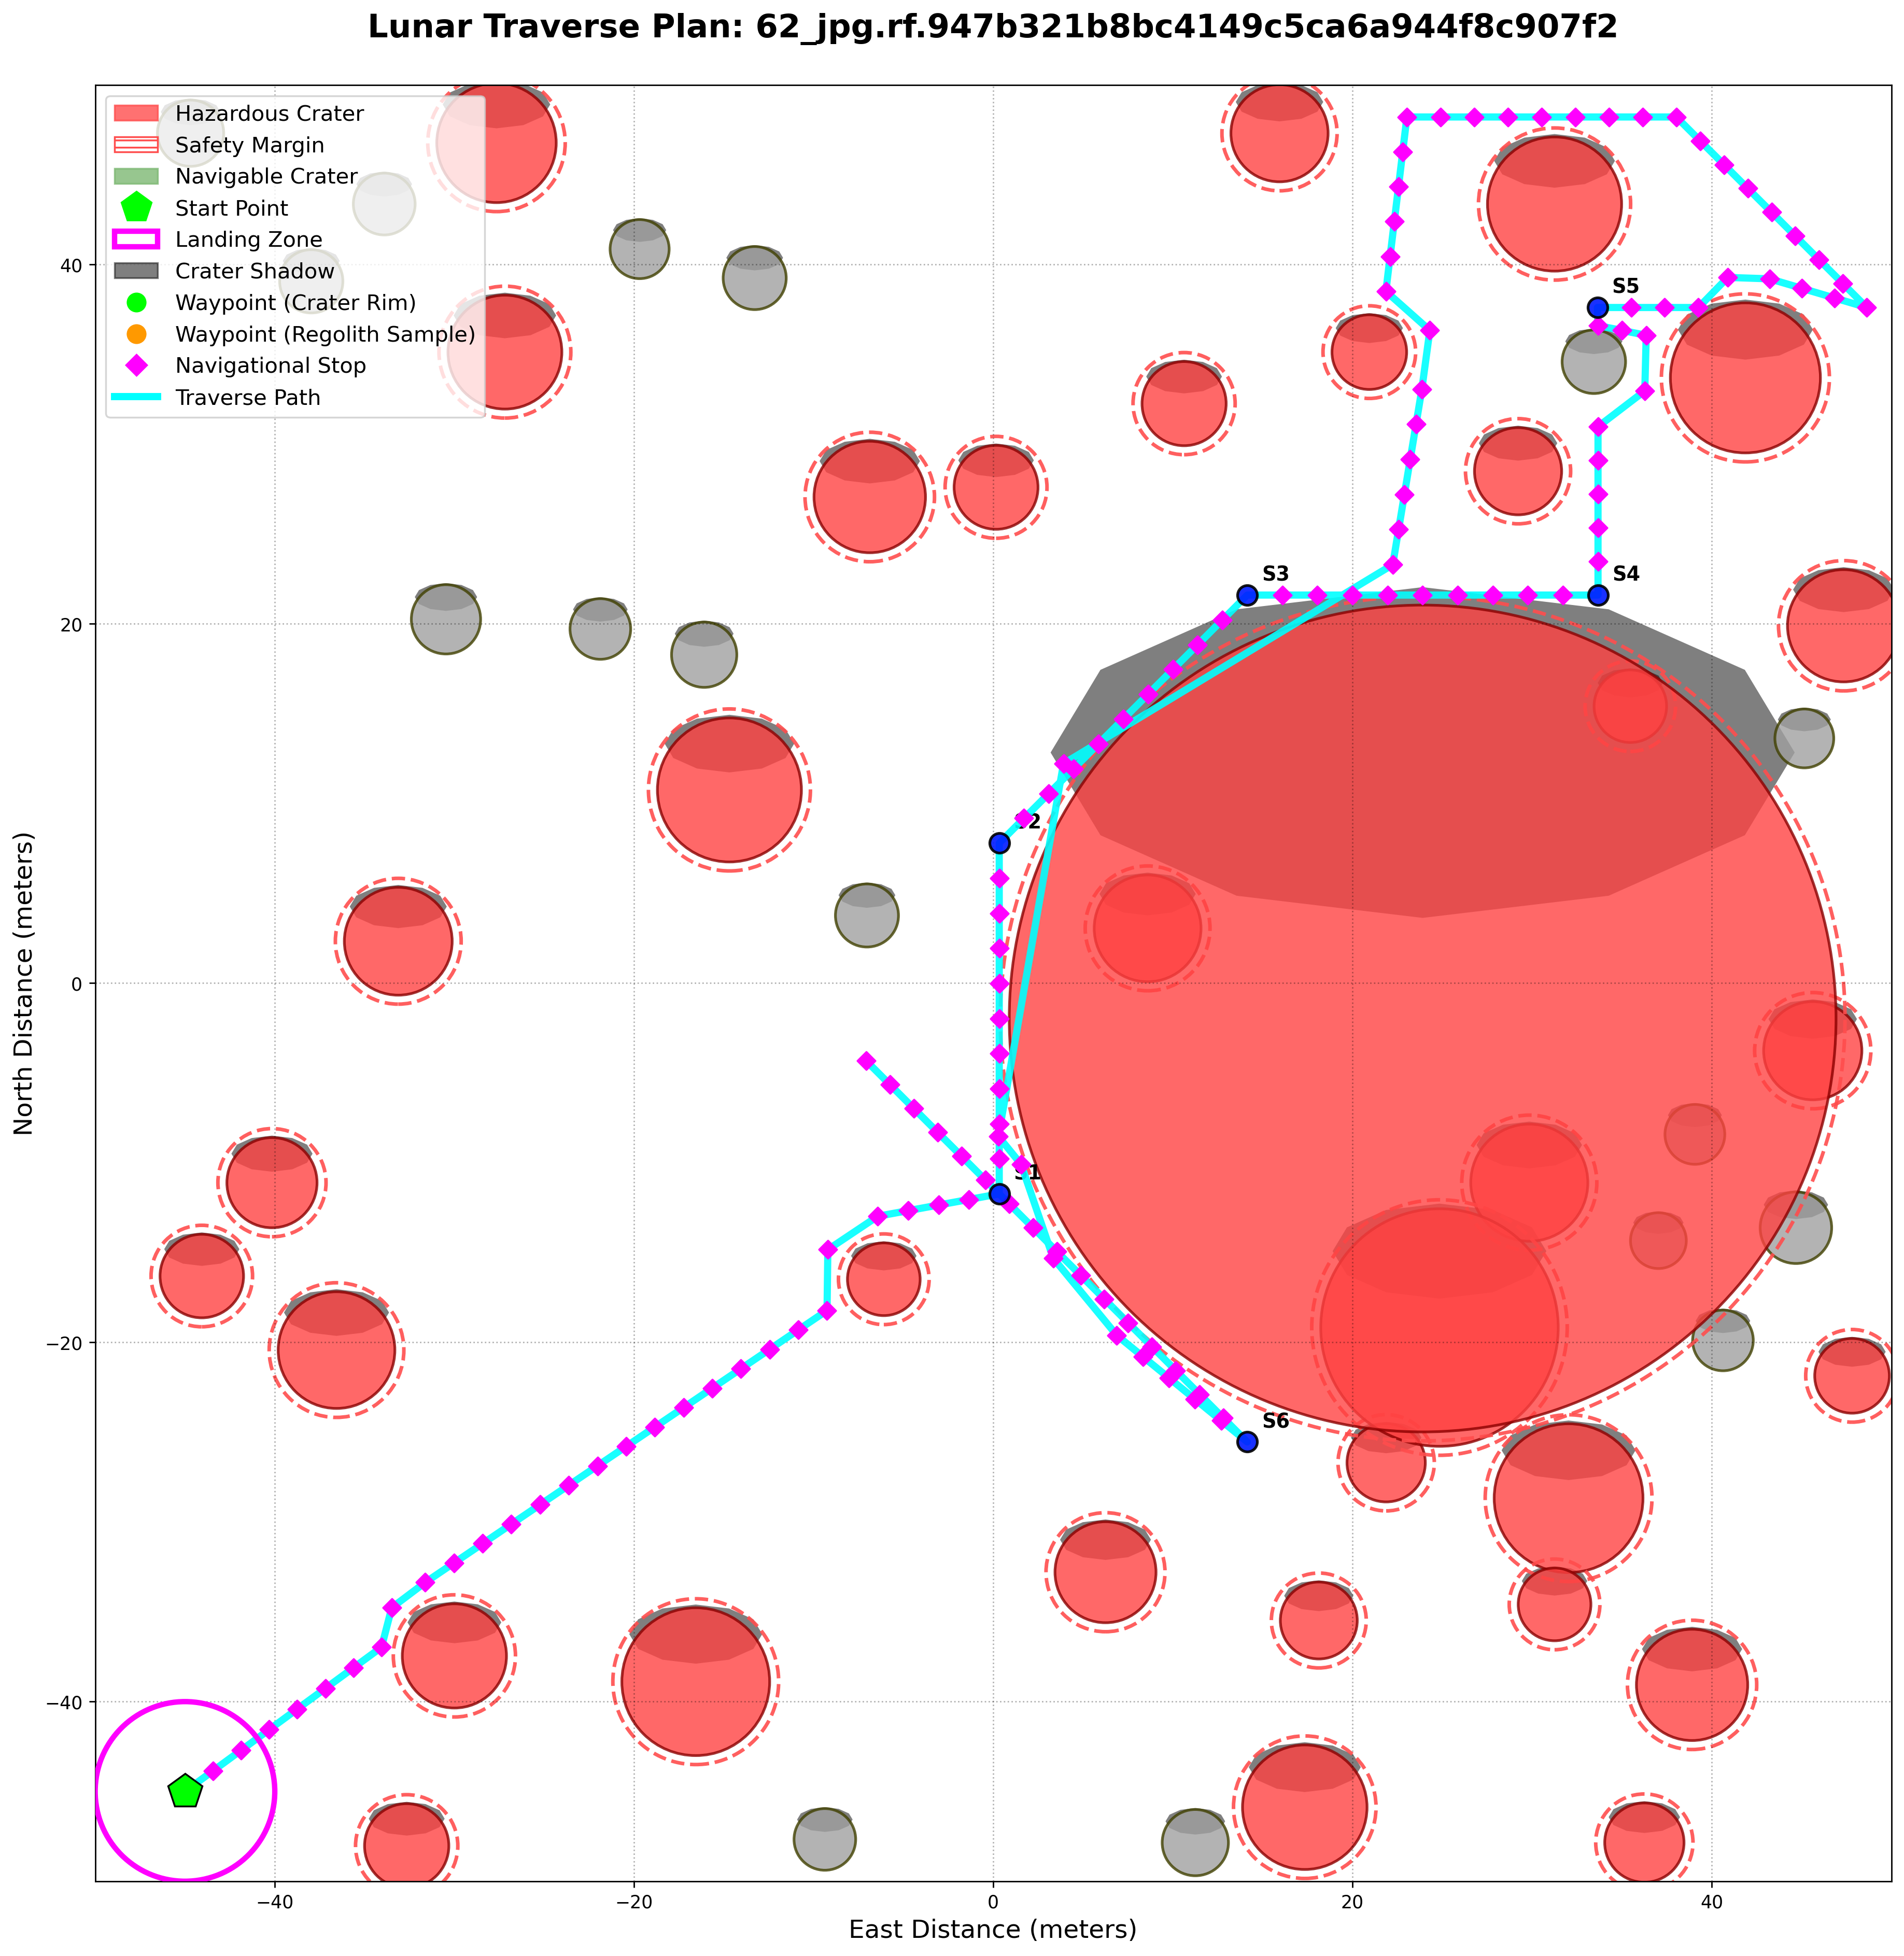 Lunar Traverse Plan: 62_jpg.rf.947b321b8bc4149c5ca6a944f8c907f2
Hazardous Crater
Safety Margin
Navigable Crater
Start Point
Landing Zone
Crater Shadow
Waypoint (Crater Rim)
Waypoint (Regolith Sample)
Navigational Stop
Traverse Path
S5
S3
S4
S2
S1
S6
40
20
0
−20
−40
North Distance (meters)
−40
−20
0
20
40
East Distance (meters)